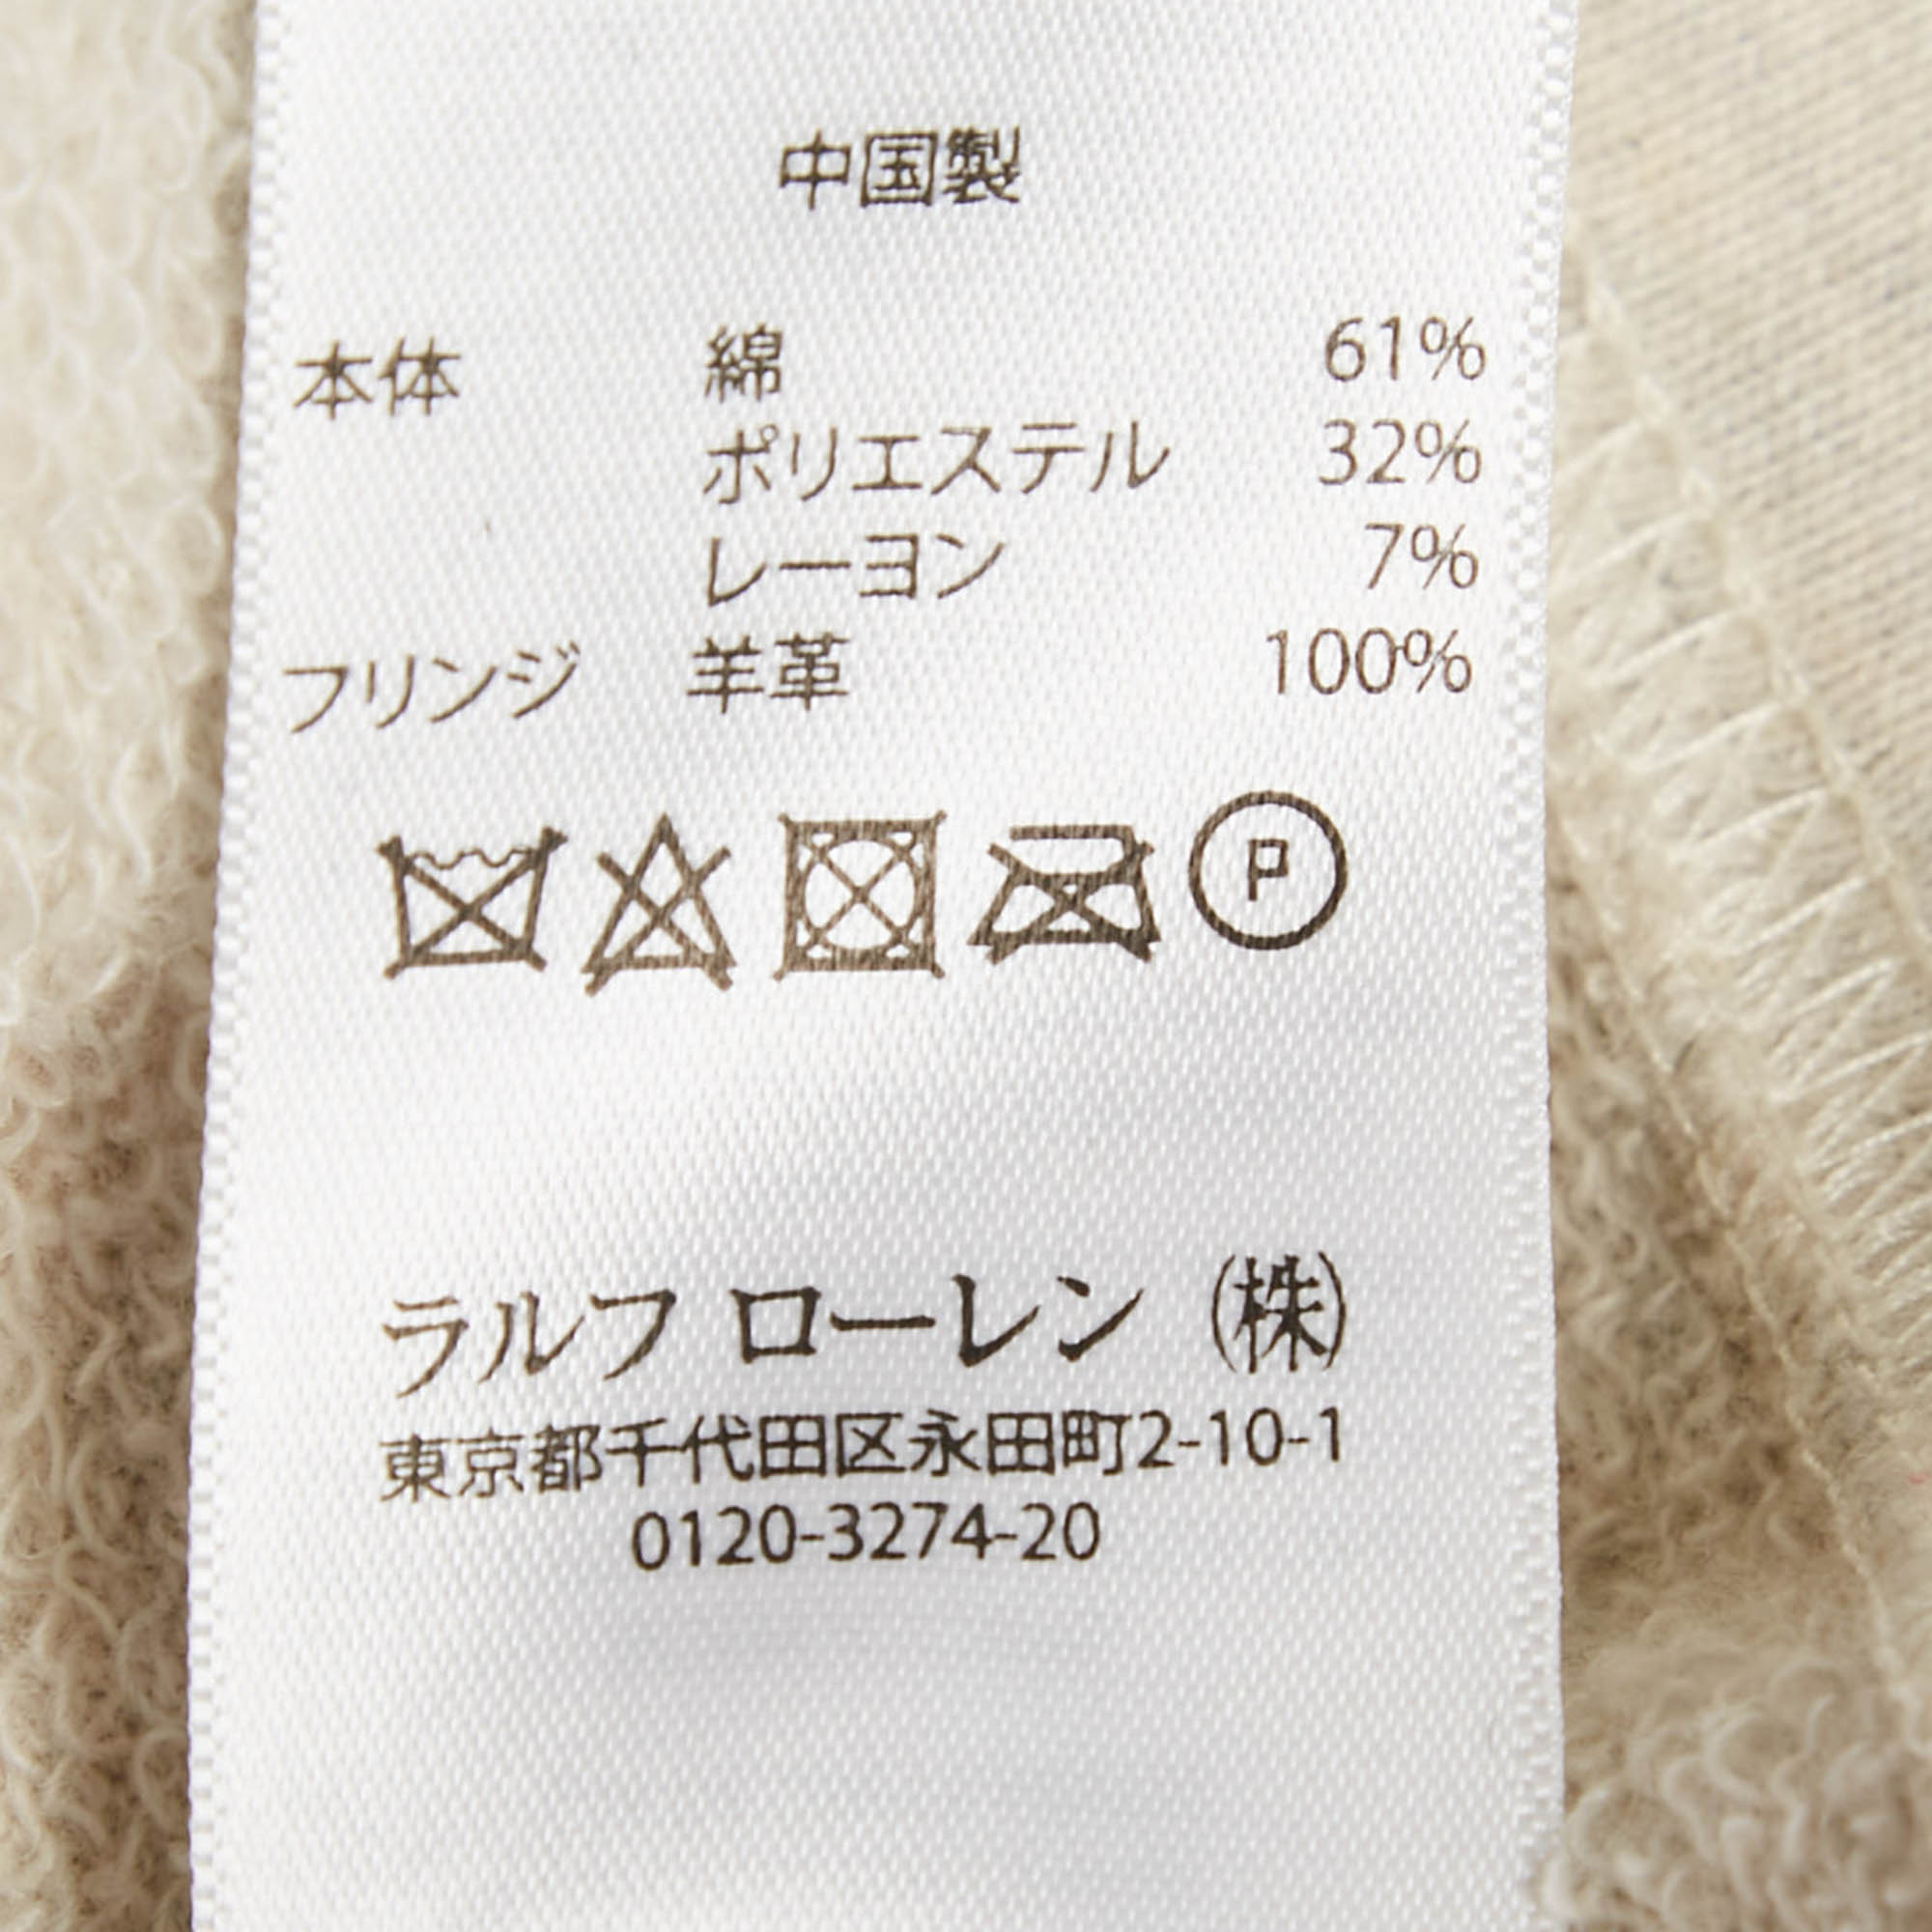 中国製
本体 綿 61%
ポリエステル 32%
レーヨン 7%
フリンジ 羊革 100%
P
ラルフ ローレン ㈱
東京都千代田区永田町2-10-1
0120-3274-20